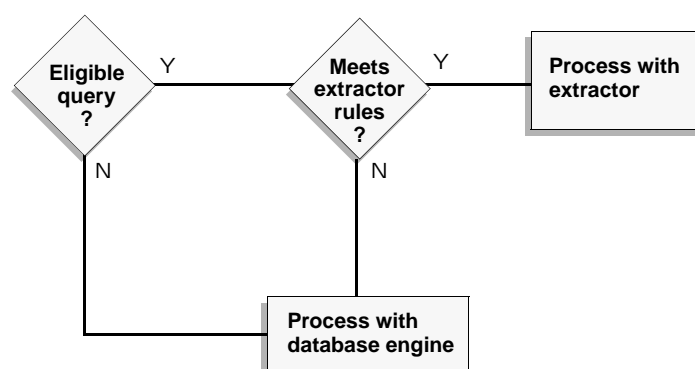 Eligible
query
?
Y
N
Meets
extractor
rules
?
Y
N
Process with
extractor
Process with
database engine